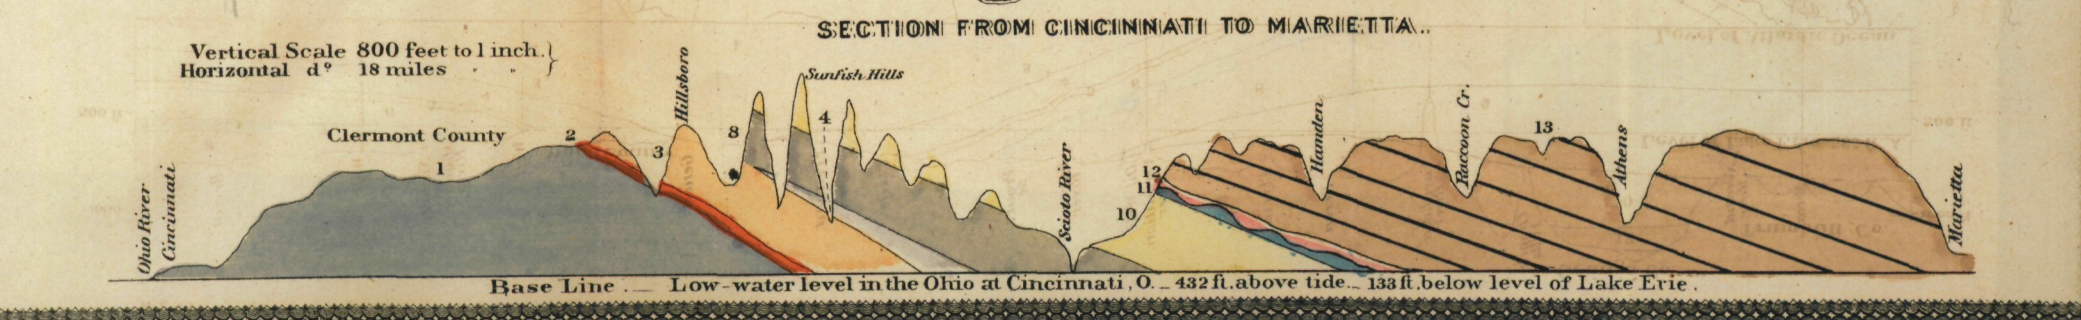 SECTION FROM CINCINNATI TO MARIETTA.
Vertical Scale 800 feet to 1 inch.
Horizontal dº 18 miles " "
Ohio River
Cincinnati
Clermont County
1
2
3
Hillsboro
8
Sunfish Hills
4
Scioto River
10
11
12
Hamden
Raccoon Cr.
13
Athens
Marietta
Base Line. — Low-water level in the Ohio at Cincinnati, O. – 432 ft. above tide. – 133 ft. below level of Lake Erie.